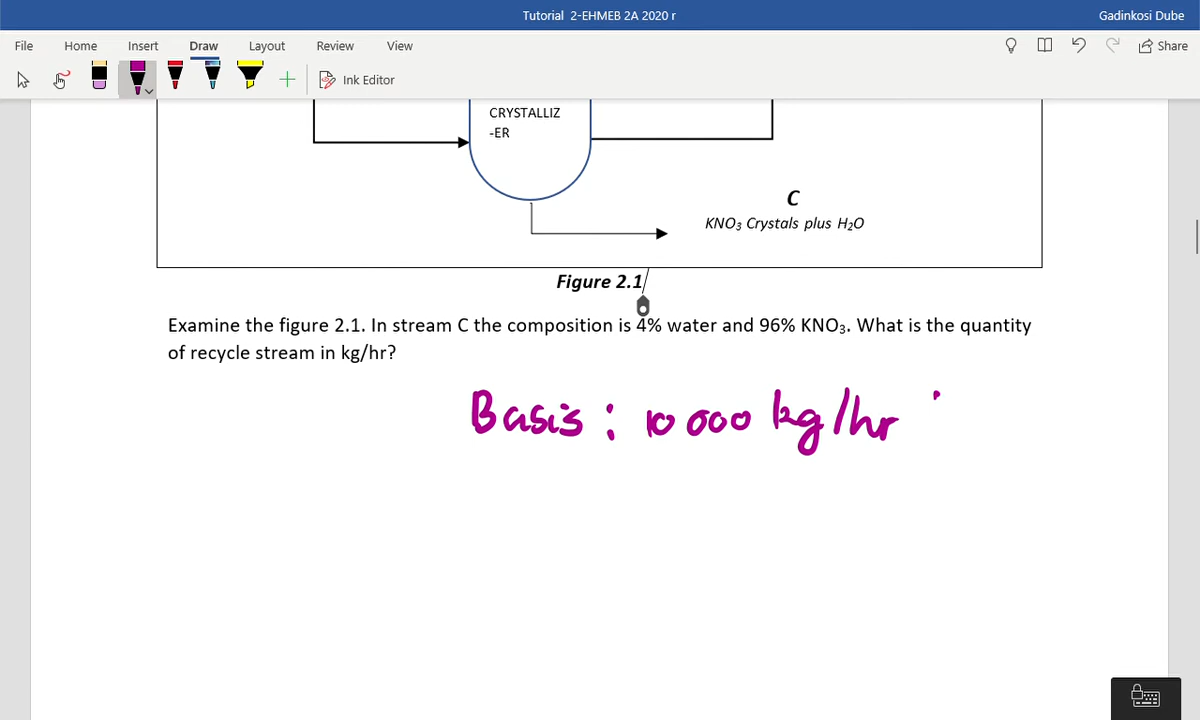 Tutorial 2-EHMEB 2A 2020 r
Gadinkosi Dube
File Home Insert Draw Layout Review View Share
Ink Editor
CRYSTALLIZ
-ER
C
KNO₃ Crystals plus H₂O
Figure 2.1
Examine the figure 2.1. In stream C the composition is 4% water and 96% KNO₃. What is the quantity
of recycle stream in kg/hr?
Basis : 10 000 kg/hr